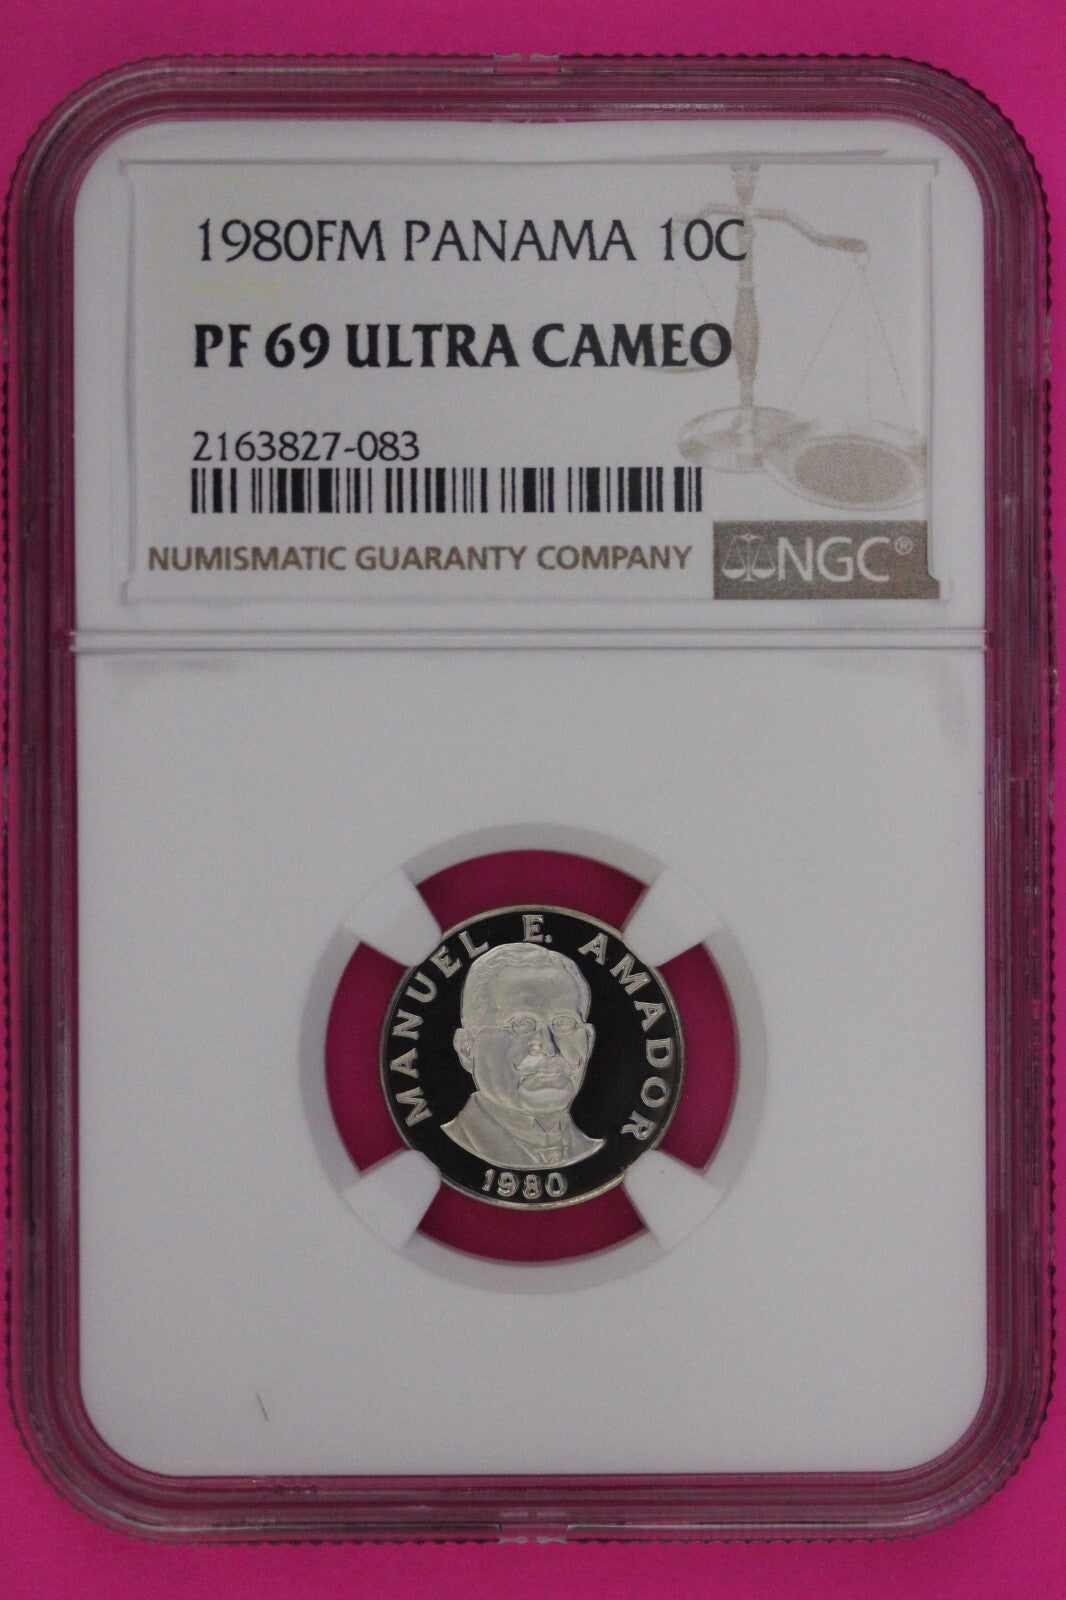 1980FM PANAMA 10C
PF 69 ULTRA CAMEO
2163827-083
NUMISMATIC GUARANTY COMPANY
NGC®
MANUEL E. AMADOR
1980